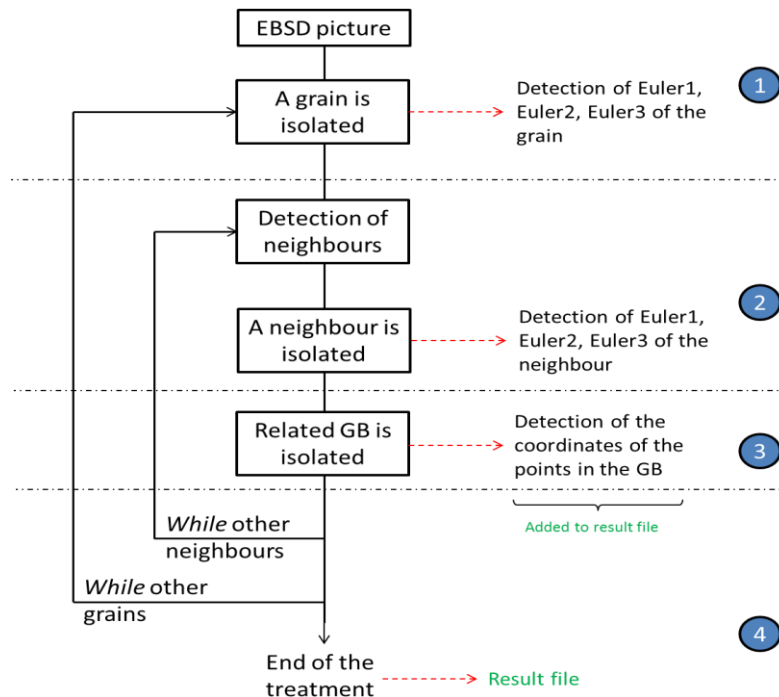 EBSD picture
A grain is
isolated
Detection of Euler1,
Euler2, Euler3 of the
grain
1
Detection of
neighbours
A neighbour is
isolated
Detection of Euler1,
Euler2, Euler3 of the
neighbour
2
Related GB is
isolated
Detection of the
coordinates of the
points in the GB
3
While other
neighbours
Added to result file
While other
grains
4
End of the
treatment
Result file